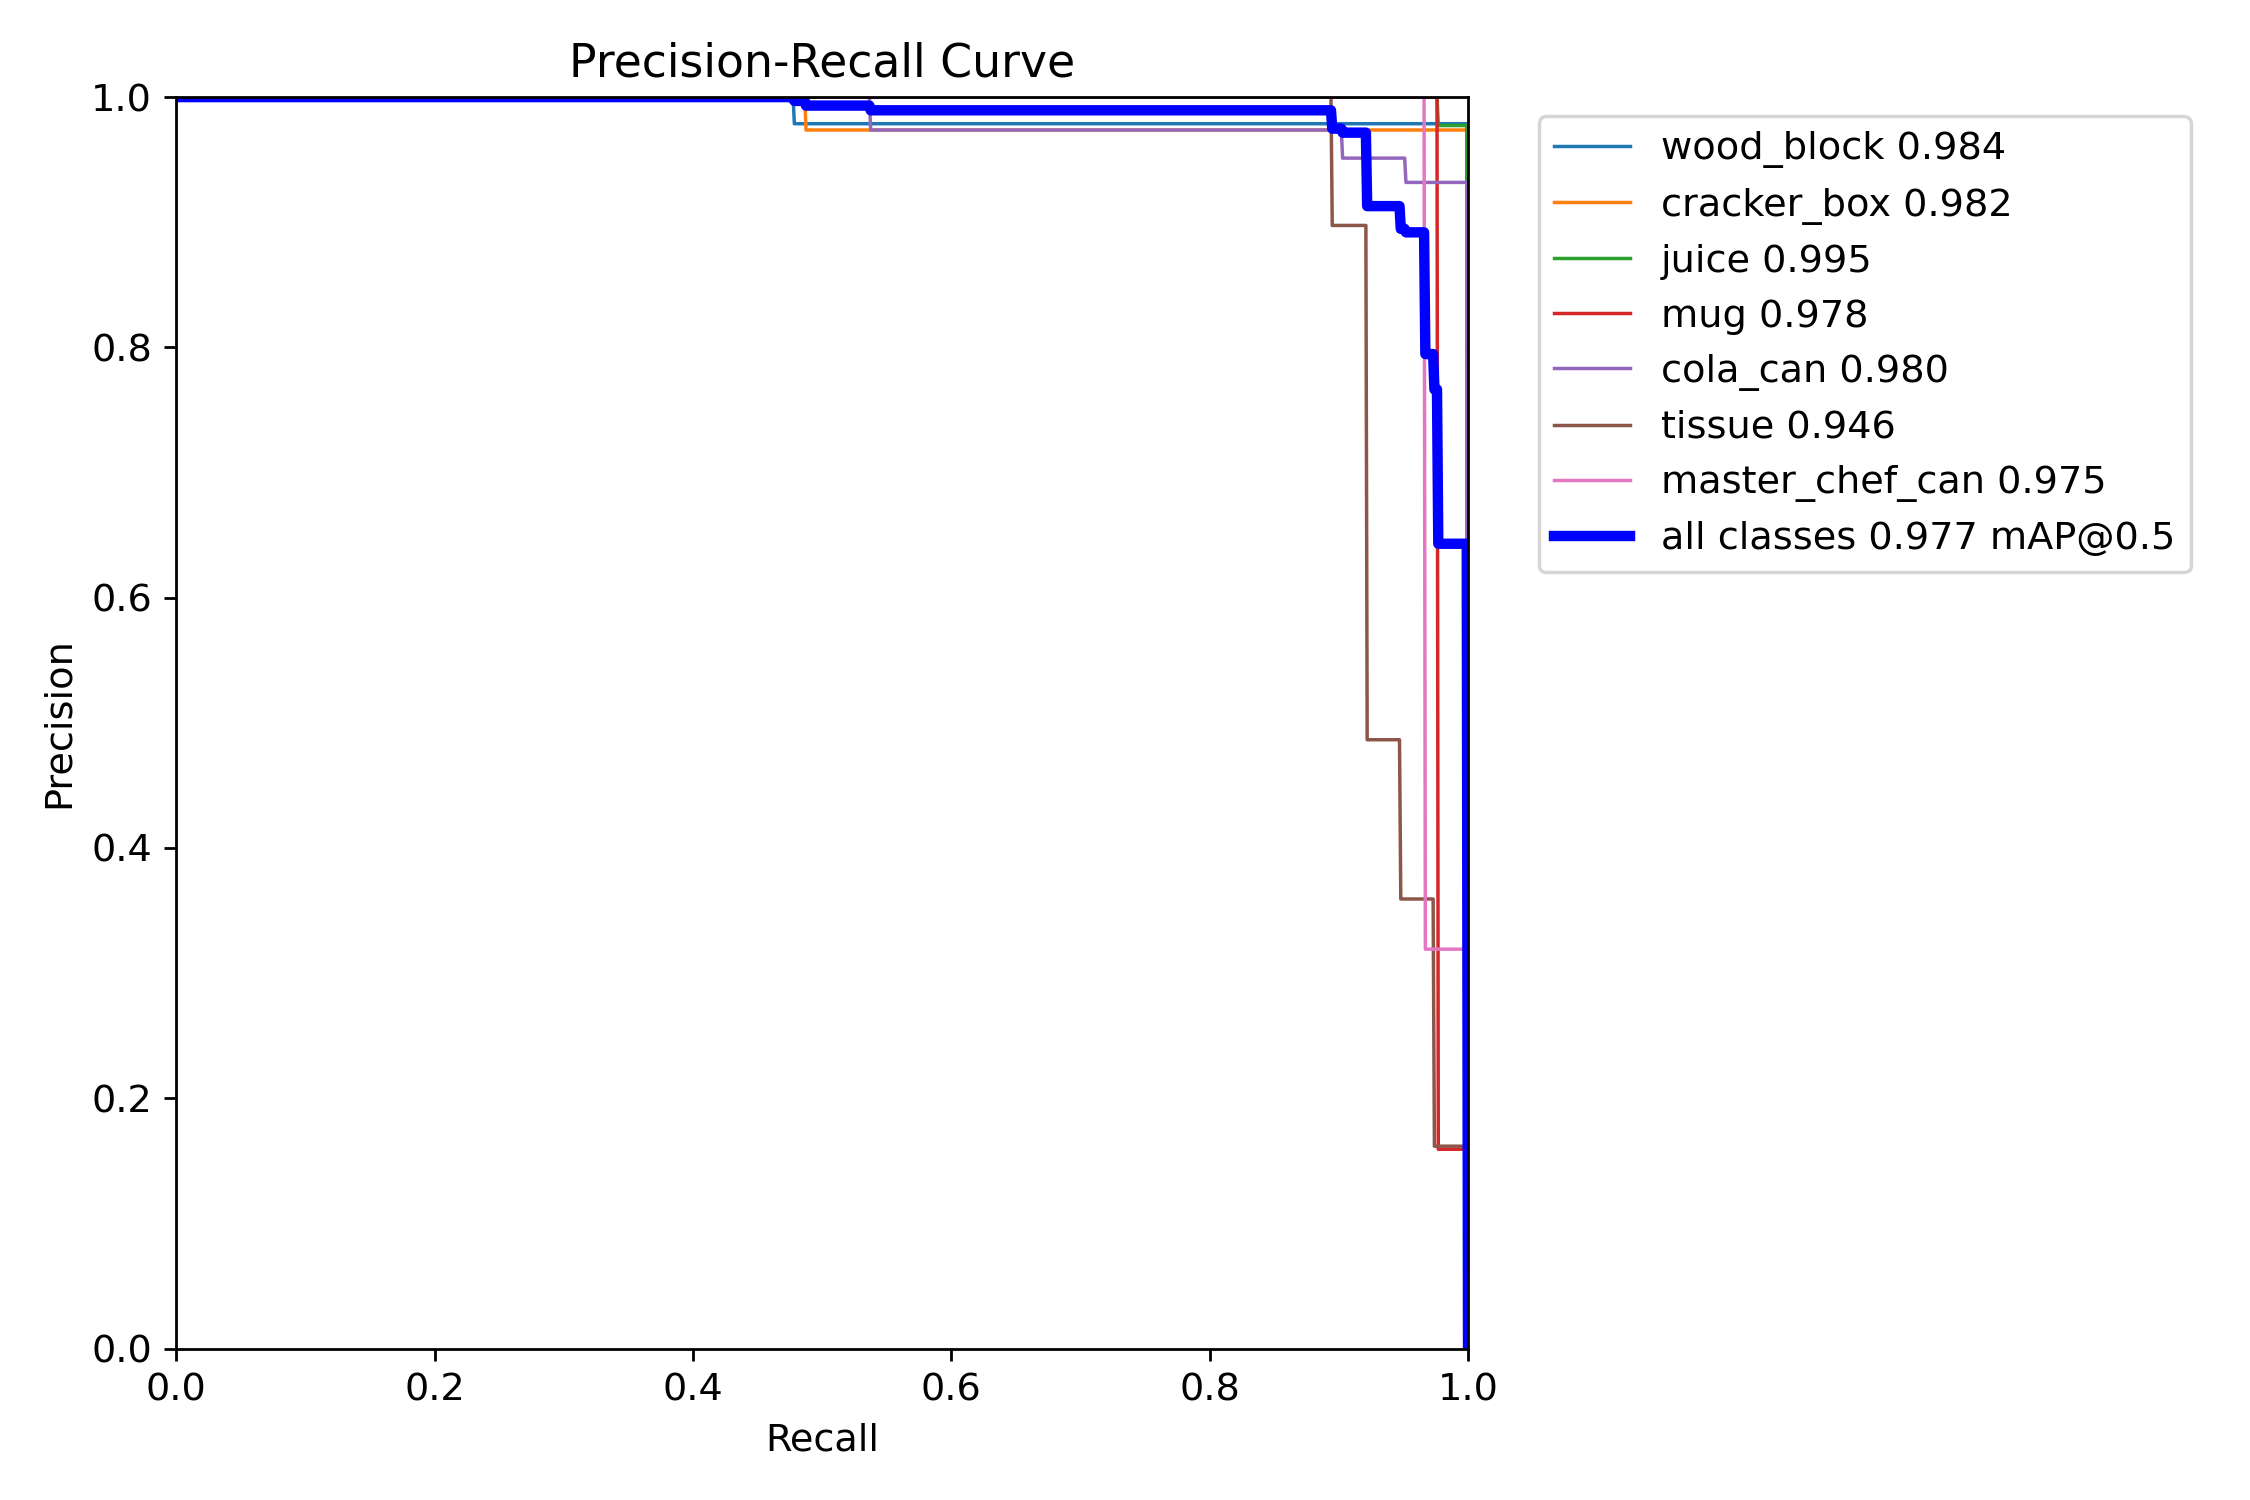 Precision-Recall Curve
1.0
0.8
0.6
0.4
0.2
0.0
Precision
0.0 0.2 0.4 0.6 0.8 1.0
Recall
wood_block 0.984
cracker_box 0.982
juice 0.995
mug 0.978
cola_can 0.980
tissue 0.946
master_chef_can 0.975
all classes 0.977 mAP@0.5